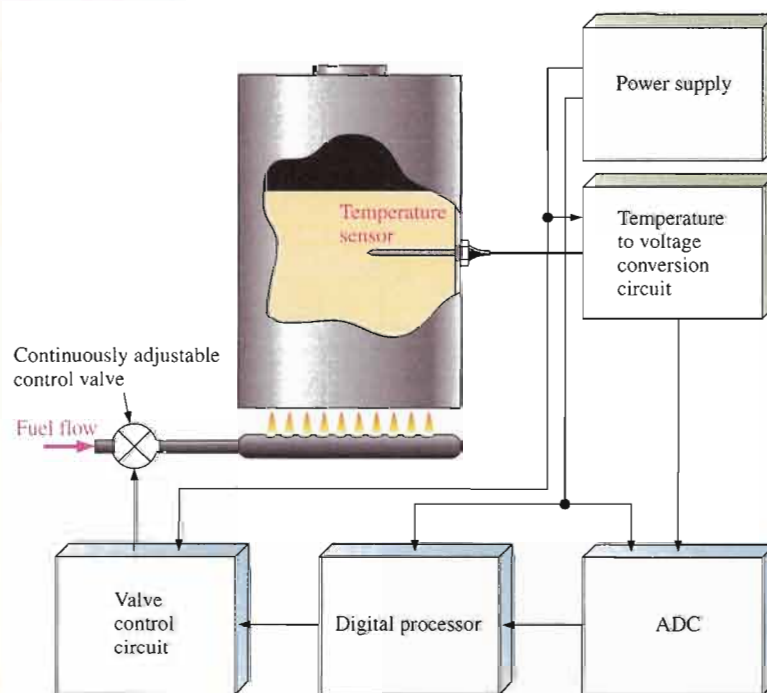 Power supply
Temperature
sensor
Temperature
to voltage
conversion
circuit
Continuously adjustable
control valve
Fuel flow
Valve
control
circuit
Digital processor
ADC